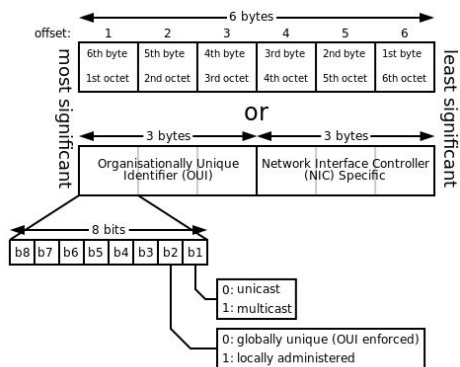 6 bytes
offset: 1 2 3 4 5 6
most significant
6th byte 5th byte 4th byte 3rd byte 2nd byte 1st byte
1st octet 2nd octet 3rd octet 4th octet 5th octet 6th octet
least significant
or
3 bytes 3 bytes
Organisationally Unique Network Interface Controller
Identifier (OUI) (NIC) Specific
8 bits
b8 b7 b6 b5 b4 b3 b2 b1
0: unicast
1: multicast
0: globally unique (OUI enforced)
1: locally administered